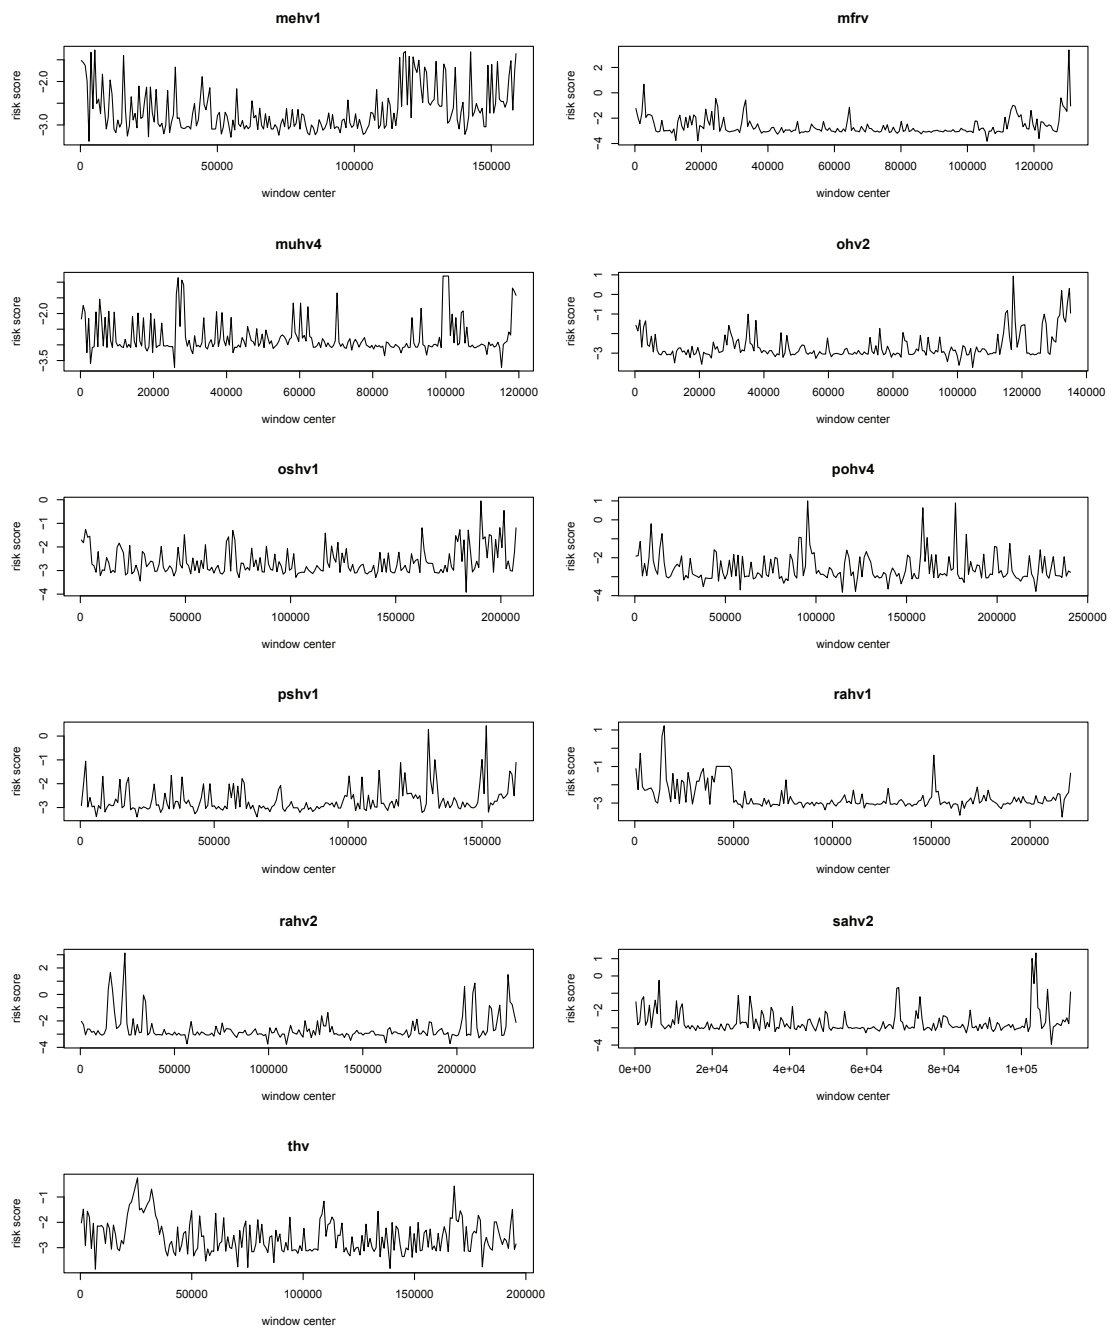 mehv1
risk score
−2.0
−3.0
0 50000 100000 150000
window center
mfrv
risk score
2
0
−2
−4
0 20000 40000 60000 80000 100000 120000
window center
muhv4
risk score
−2.0
−3.5
0 20000 40000 60000 80000 100000 120000
window center
ohv2
risk score
1
0
−1
−3
0 20000 40000 60000 80000 100000 120000 140000
window center
oshv1
risk score
0
−1
−2
−3
−4
0 50000 100000 150000 200000
window center
pohv4
risk score
1
0
−2
−4
0 50000 100000 150000 200000 250000
window center
pshv1
risk score
0
−1
−2
−3
0 50000 100000 150000
window center
rahv1
risk score
1
−1
−3
0 50000 100000 150000 200000
window center
rahv2
risk score
2
0
−2
−4
0 50000 100000 150000 200000
window center
sahv2
risk score
1
0
−2
−4
0e+00 2e+04 4e+04 6e+04 8e+04 1e+05
window center
thv
risk score
−1
−2
−3
0 50000 100000 150000 200000
window center